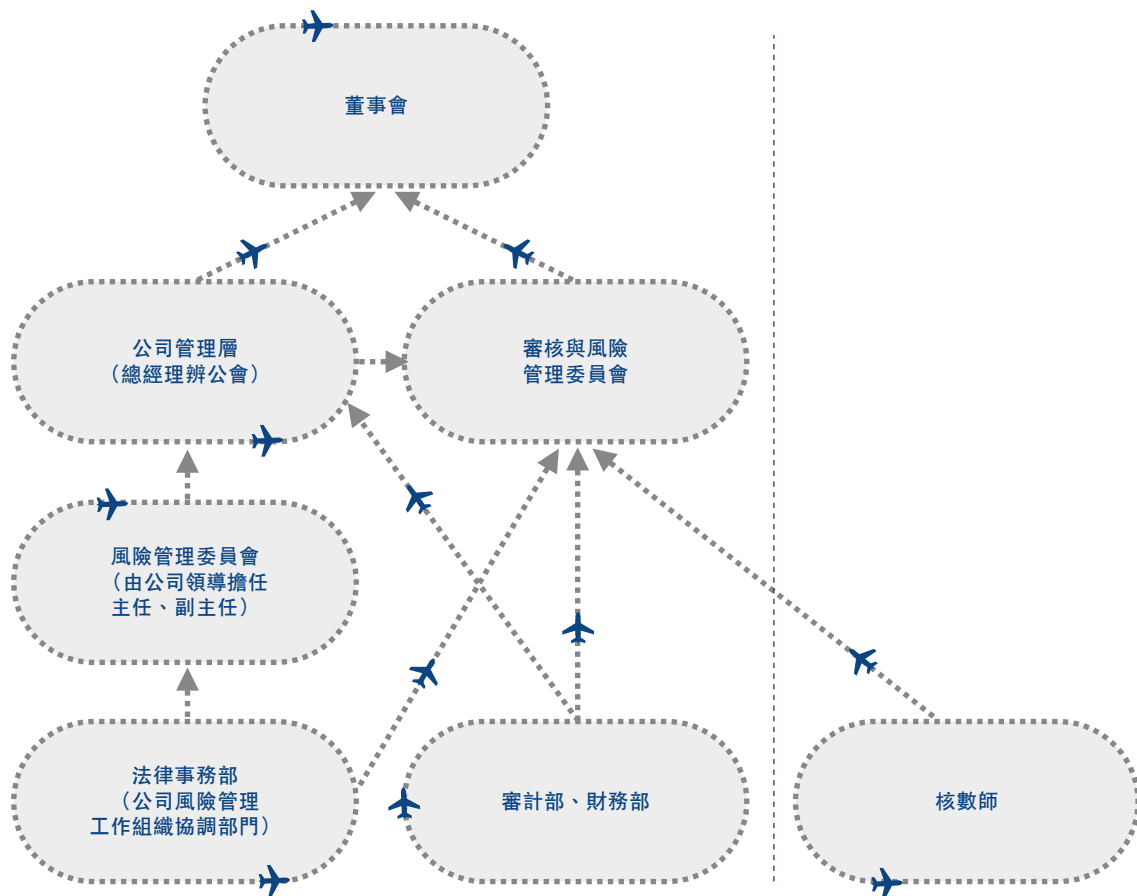 董事會
公司管理層
（總經理辦公會）
審核與風險
管理委員會
風險管理委員會
（由公司領導擔任
主任、副主任）
法律事務部
（公司風險管理
工作組織協調部門）
審計部、財務部
核數師